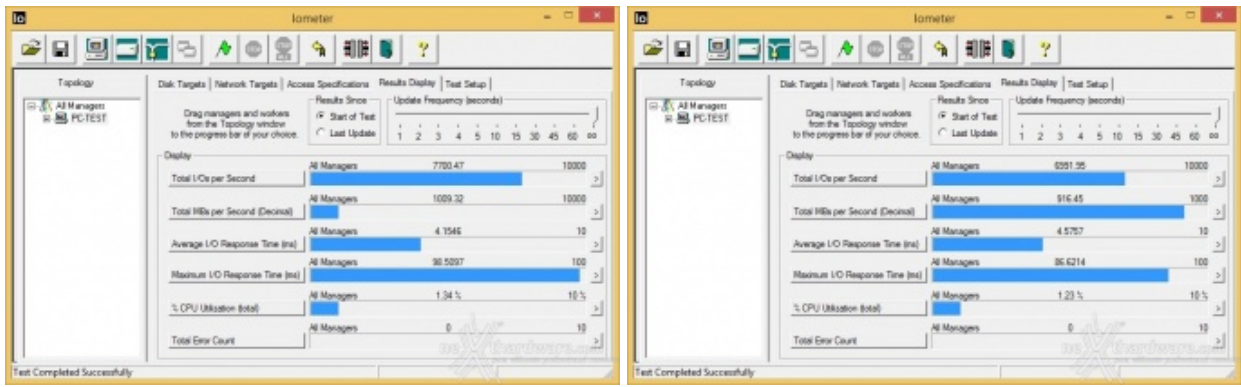 Iometer
Topology
All Managers
PC-TEST
Disk Targets | Network Targets | Access Specifications | Results Display | Test Setup
Drag managers and workers
from the Topology window
to the progress bar of your choice.
Results Since
Start of Test
Last Update
Update Frequency (seconds)
1 2 3 4 5 10 15 30 45 60 oo
Display
All Managers 7700.47 10000
Total I/Os per Second
All Managers 1009.32 10000
Total MBs per Second (Decimal)
All Managers 4.1546 10
Average I/O Response Time (ms)
All Managers 98.5097 100
Maximum I/O Response Time (ms)
All Managers 1.34 % 10 %
% CPU Utilization (total)
All Managers 0 10
Total Error Count
Test Completed Successfully
Iometer
Topology
All Managers
PC-TEST
Disk Targets | Network Targets | Access Specifications | Results Display | Test Setup
Drag managers and workers
from the Topology window
to the progress bar of your choice.
Results Since
Start of Test
Last Update
Update Frequency (seconds)
1 2 3 4 5 10 15 30 45 60 oo
Display
All Managers 6991.95 10000
Total I/Os per Second
All Managers 916.45 1000
Total MBs per Second (Decimal)
All Managers 4.5757 10
Average I/O Response Time (ms)
All Managers 86.6214 100
Maximum I/O Response Time (ms)
All Managers 1.23 % 10 %
% CPU Utilization (total)
All Managers 0 10
Total Error Count
Test Completed Successfully